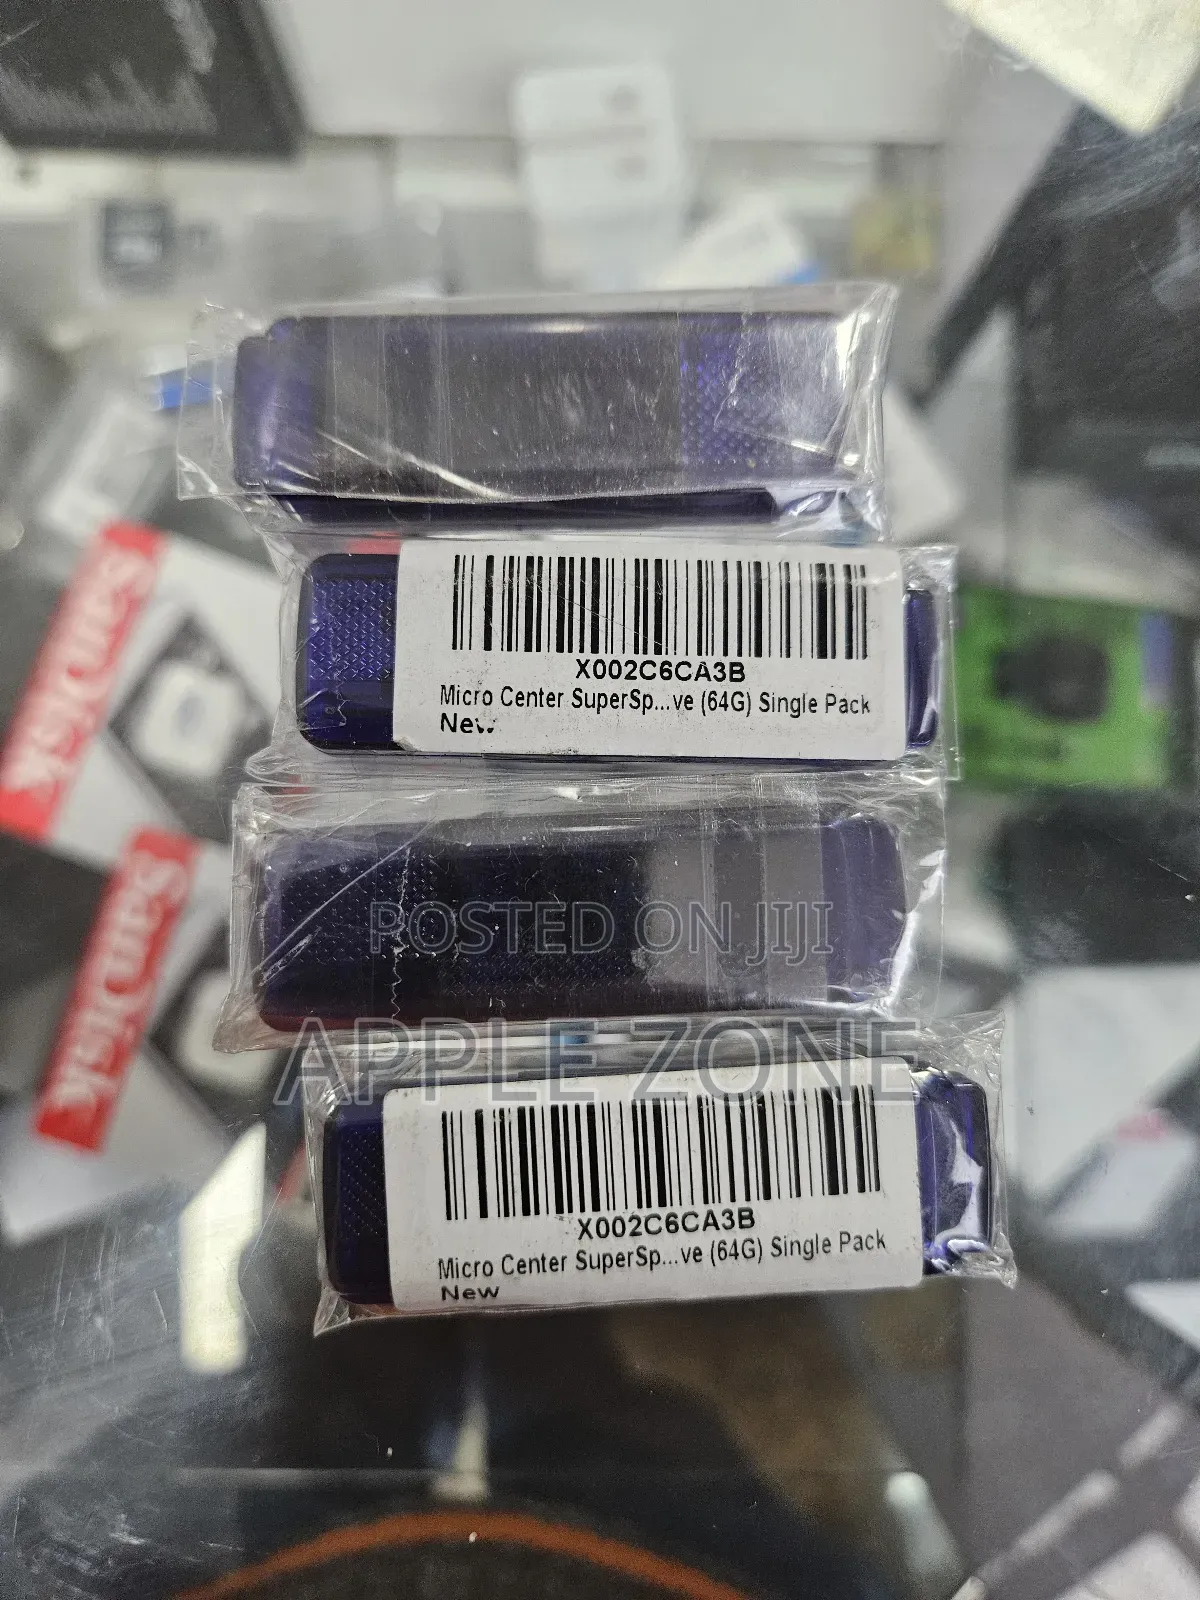 X002C6CA3B
Micro Center SuperSp...ve (64G) Single Pack
New
SanDisk
SanDisk
POSTED ON JIJI
APPLE ZONE
X002C6CA3B
Micro Center SuperSp...ve (64G) Single Pack
New